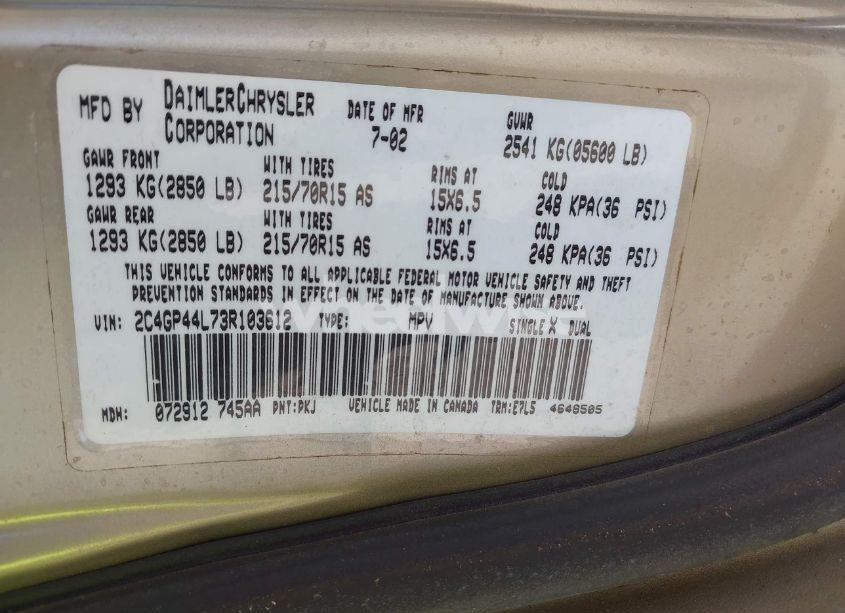 MFD BY DAIMLERCHRYSLER CORPORATION DATE OF MFR 7-02 GVWR 2541 KG(05600 LB)
GAWR FRONT WITH TIRES RIMS AT COLD
1293 KG(2850 LB) 215/70R15 AS 15X6.5 248 KPA(36 PSI)
GAWR REAR WITH TIRES RIMS AT COLD
1293 KG(2850 LB) 215/70R15 AS 15X6.5 248 KPA(36 PSI)
THIS VEHICLE CONFORMS TO ALL APPLICABLE FEDERAL MOTOR VEHICLE SAFETY AND THEFT
PREVENTION STANDARDS IN EFFECT ON THE DATE OF MANUFACTURE SHOWN ABOVE.
VIN: 2C4GP44L73R103612 TYPE: MPV SINGLE X DUAL
MDH: 072912 745AA PNT:PKJ VEHICLE MADE IN CANADA TRM:E7L5 4648505